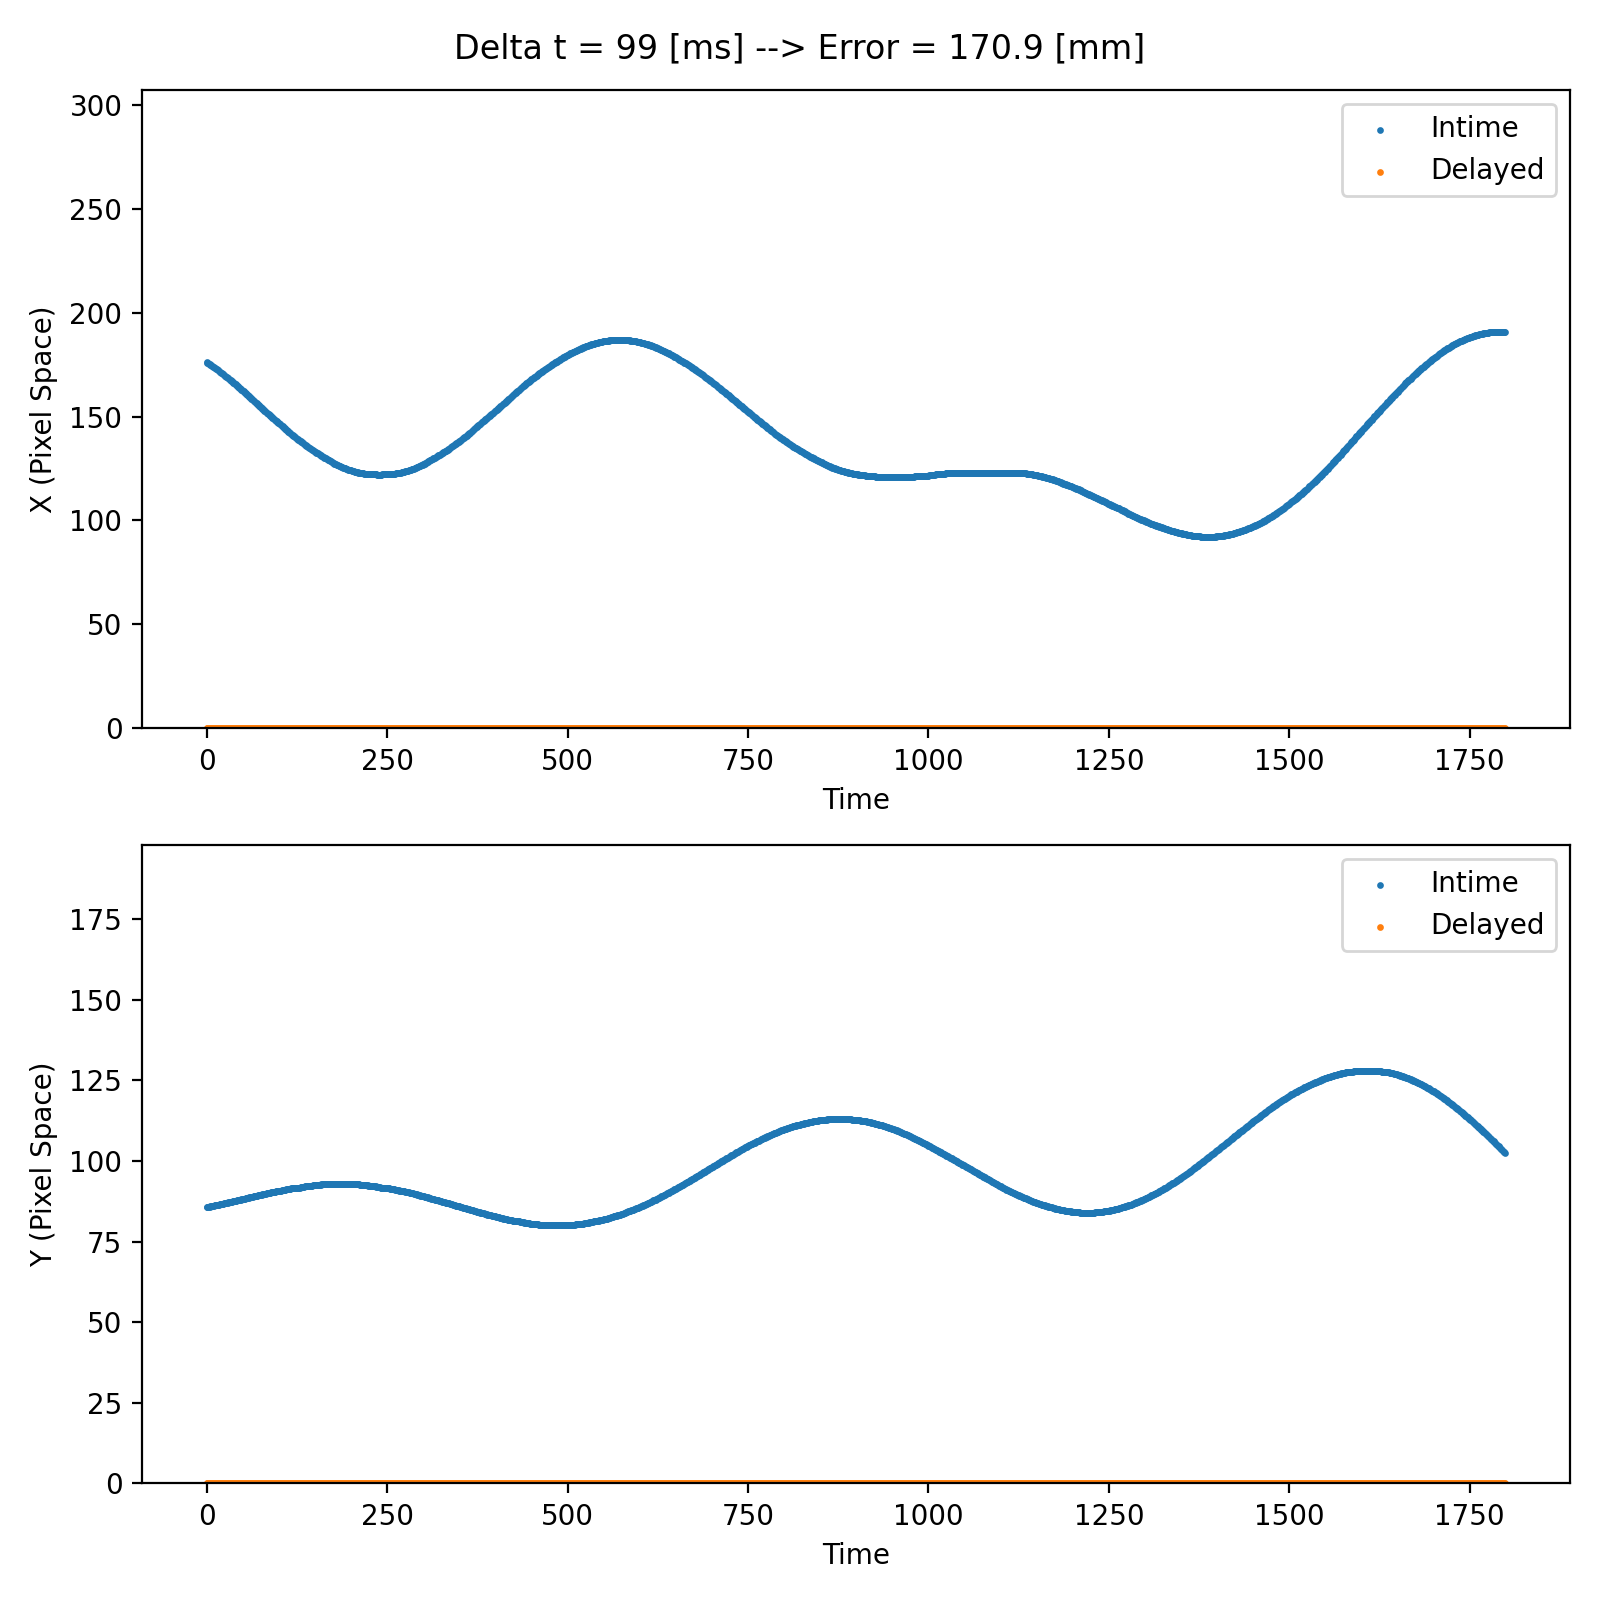 Delta t = 99 [ms] --> Error = 170.9 [mm]
300
250
200
150
100
50
0
X (Pixel Space)
Intime
Delayed
0 250 500 750 1000 1250 1500 1750
Time
175
150
125
100
75
50
25
0
Y (Pixel Space)
Intime
Delayed
0 250 500 750 1000 1250 1500 1750
Time